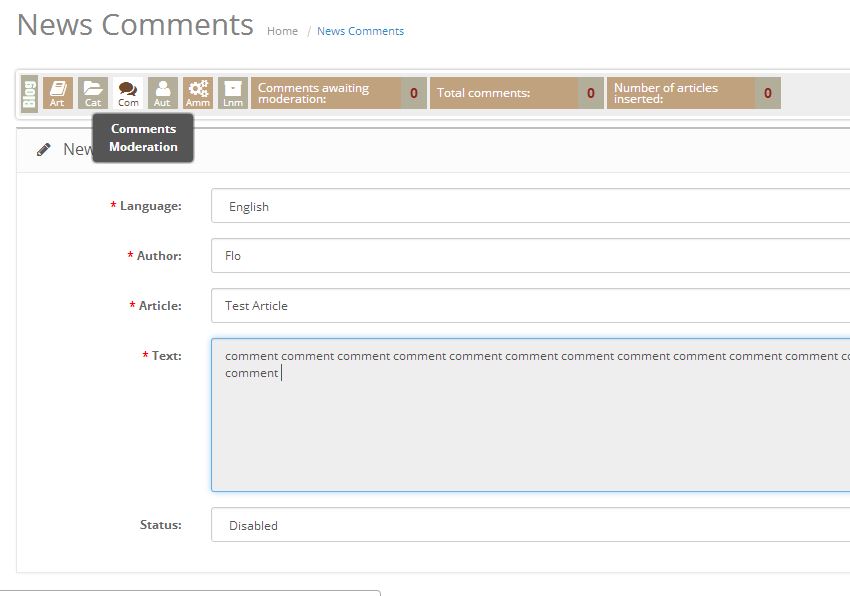 News Comments
Home / News Comments
Blog
Art
Cat
Com
Aut
Amm
Lnm
Comments awaiting
moderation:
0
Total comments:
0
Number of articles
inserted:
0
Comments
Moderation
* Language:
English
* Author:
Flo
* Article:
Test Article
* Text:
comment comment comment comment comment comment comment comment comment comment comment
comment
Status:
Disabled